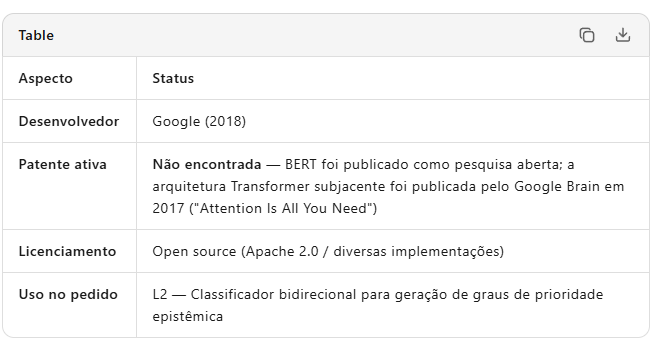 Table
Aspecto Status
Desenvolvedor Google (2018)
Patente ativa Não encontrada — BERT foi publicado como pesquisa aberta; a
arquitetura Transformer subjacente foi publicada pelo Google Brain em
2017 ("Attention Is All You Need")
Licenciamento Open source (Apache 2.0 / diversas implementações)
Uso no pedido L2 — Classificador bidirecional para geração de graus de prioridade
epistêmica